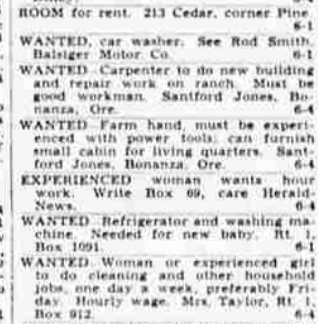 ROOM for rent. 213 Cedar, corner Pine
6-1
WANTED, car washer. See Rod Smith.
Balsiger Motor Co. 6-1
WANTED Carpenter to do new building
and repair work on ranch. Must be
good workman. Santford Jones, Bo-
nanza, Ore. 6-4
WANTED Farm hand, must be experi-
enced with power tools; can furnish
small cabin for living quarters. Sant-
ford Jones, Bonanza, Ore. 6-4
EXPERIENCED woman wants hour
work. Write Box 69, care Herald-
News. 6-4
WANTED Refrigerator and washing ma-
chine. Needed for new baby. Rt. 1,
Box 1091. 6-1
WANTED Woman or experienced girl
to do cleaning and other household
jobs, one day a week, preferably Fri-
day. Hourly wage. Mrs. Taylor, Rt. 1,
Box 912. 6-4